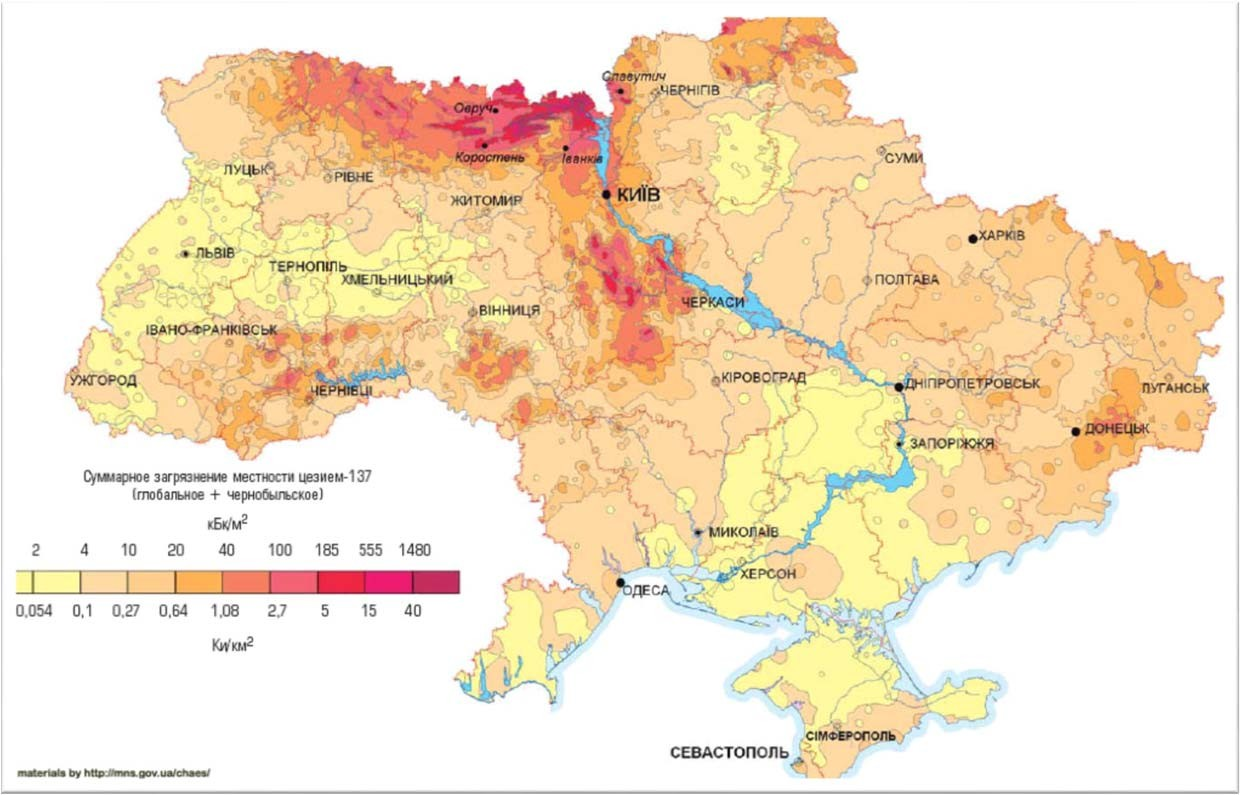 Славутич
ЧЕРНІГІВ
Овруч
Коростень
Іванків
СУМИ
ЛУЦЬК
РІВНЕ
КИЇВ
ЖИТОМИР
ХАРКІВ
ЛЬВІВ
ТЕРНОПІЛЬ
ХМЕЛЬНИЦЬКИЙ
ПОЛТАВА
ЧЕРКАСИ
ВІННИЦЯ
ІВАНО-ФРАНКІВСЬК
УЖГОРОД
ЧЕРНІВЦІ
КІРОВОГРАД
ДНІПРОПЕТРОВСЬК
ЛУГАНСЬК
ДОНЕЦЬК
ЗАПОРІЖЖЯ
Суммарное загрязнение местности цезием-137
(глобальное + чернобыльское)
кБк/м²
2 4 10 20 40 100 185 555 1480
0,054 0,1 0,27 0,64 1,08 2,7 5 15 40
Ки/км²
МИКОЛАЇВ
ХЕРСОН
ОДЕСА
СІМФЕРОПОЛЬ
СЕВАСТОПОЛЬ
materials by http://mns.gov.ua/chaes/